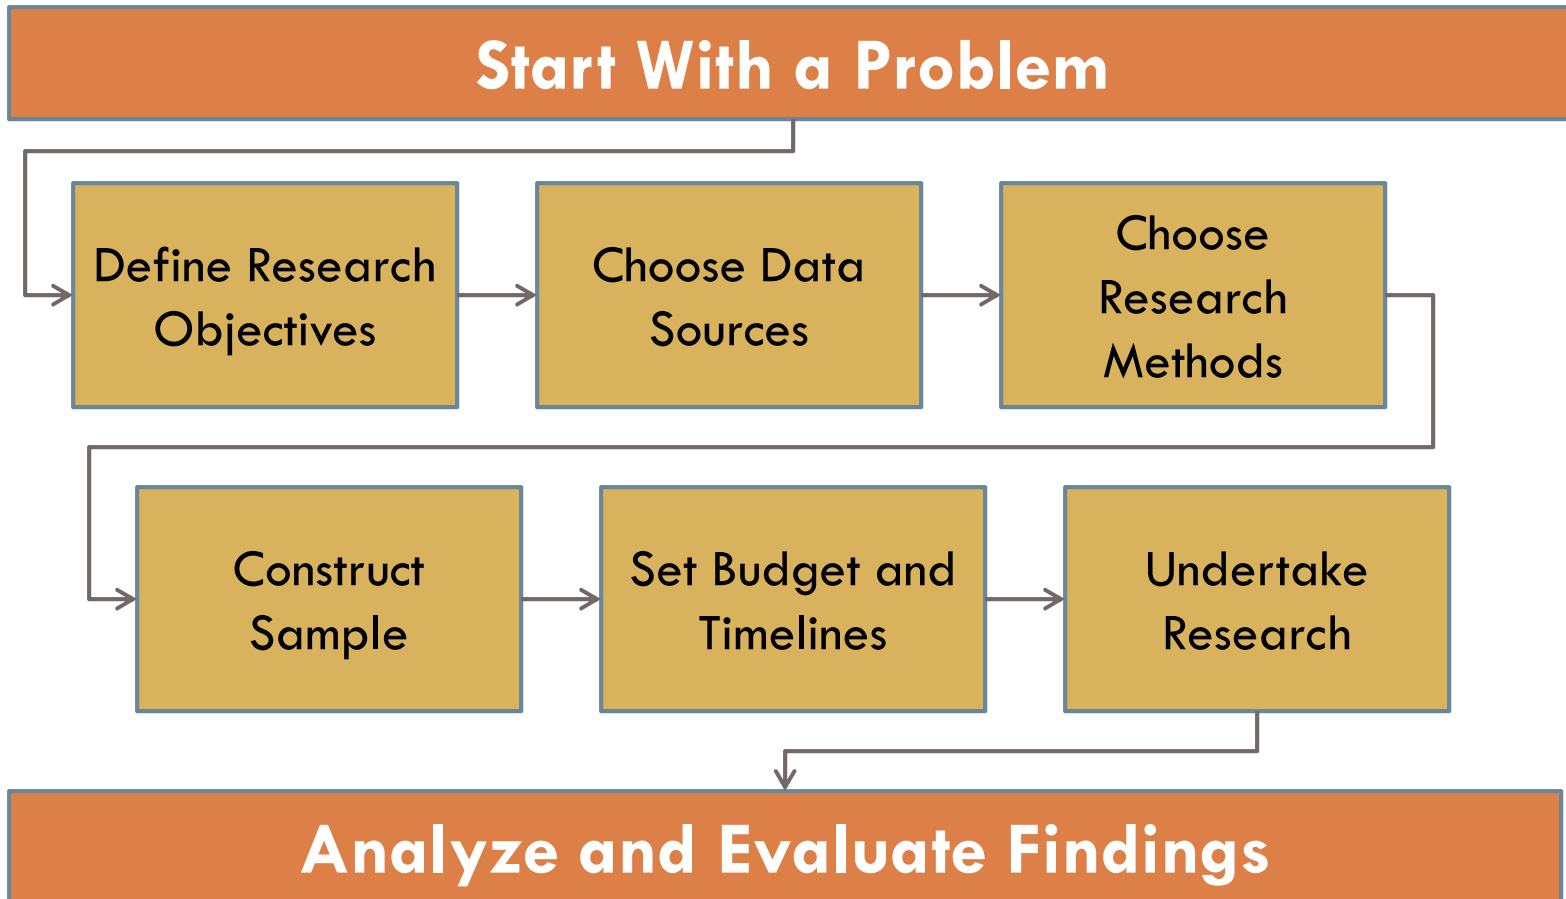 Start With a Problem
Define Research
Objectives
Choose Data
Sources
Choose
Research
Methods
Construct
Sample
Set Budget and
Timelines
Undertake
Research
Analyze and Evaluate Findings